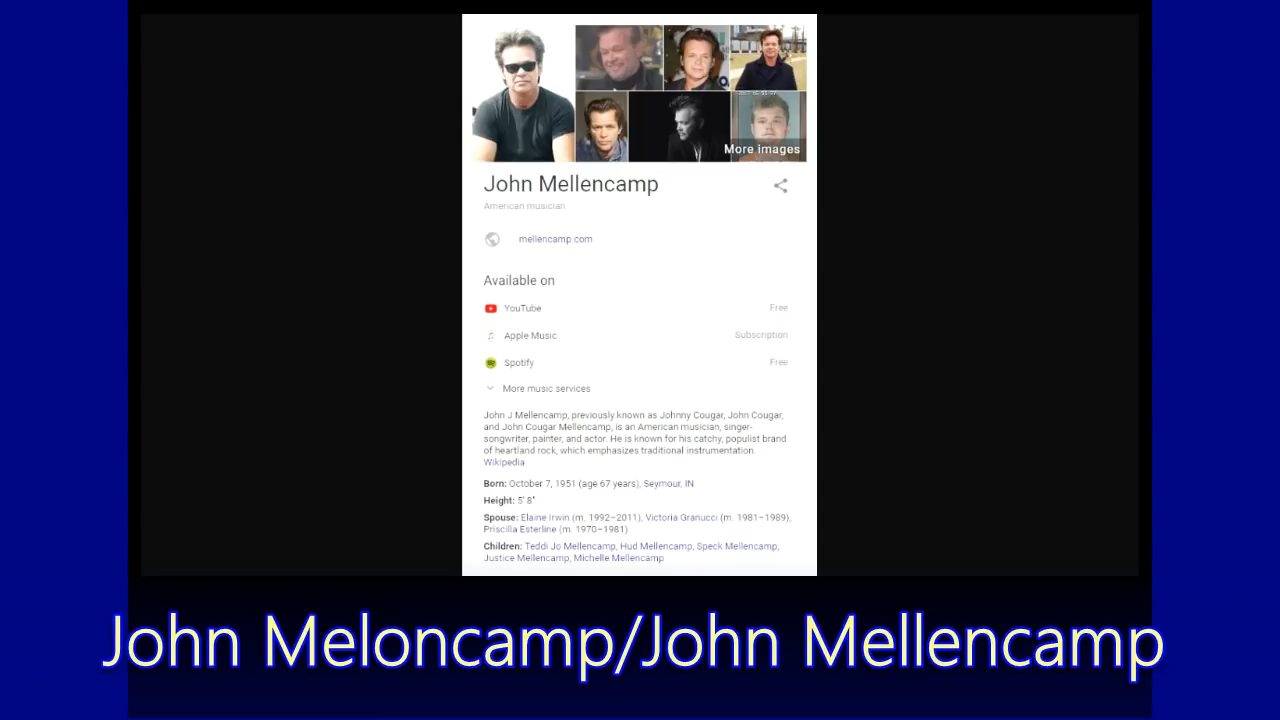 More images
John Mellencamp
American musician
mellencamp.com
Available on
YouTube Free
Apple Music Subscription
Spotify Free
More music services
John J Mellencamp, previously known as Johnny Cougar, John Cougar,
and John Cougar Mellencamp, is an American musician, singer-
songwriter, painter, and actor. He is known for his catchy, populist brand
of heartland rock, which emphasizes traditional instrumentation.
Wikipedia
Born: October 7, 1951 (age 67 years), Seymour, IN
Height: 5' 8"
Spouse: Elaine Irwin (m. 1992–2011), Victoria Granucci (m. 1981–1989),
Priscilla Esterline (m. 1970–1981)
Children: Teddi Jo Mellencamp, Hud Mellencamp, Speck Mellencamp,
Justice Mellencamp, Michelle Mellencamp
John Meloncamp/John Mellencamp